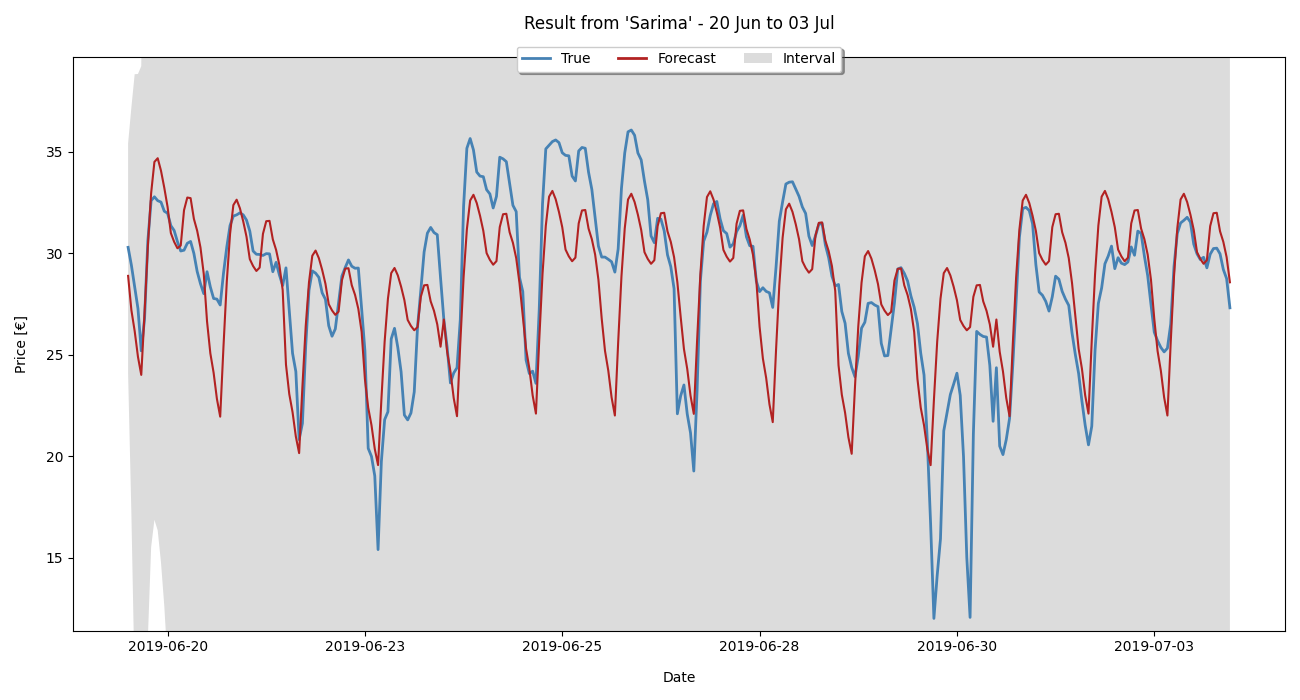 Result from 'Sarima' - 20 Jun to 03 Jul
True Forecast Interval
Price [€]
35
30
25
20
15
2019-06-20 2019-06-23 2019-06-25 2019-06-28 2019-06-30 2019-07-03
Date